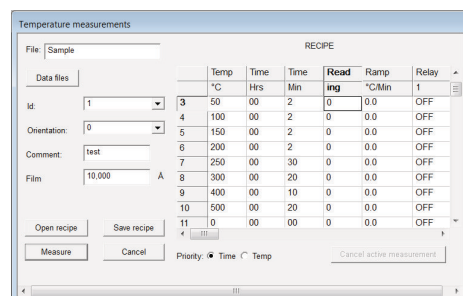 Temperature measurements
File: Sample
RECIPE
Data files
Id: 1
Orientation: 0
Comment: test
Film 10,000 Å
Temp Time Time Read Ramp Relay
°C Hrs Min ing °C/Min 1
3 50 00 2 0 0.0 OFF
4 100 00 2 0 0.0 OFF
5 150 00 2 0 0.0 OFF
6 200 00 2 0 0.0 OFF
7 250 00 30 0 0.0 OFF
8 300 00 20 0 0.0 OFF
9 400 00 10 0 0.0 OFF
10 500 00 20 0 0.0 OFF
11 0 00 00 0 0.0 OFF
Open recipe Save recipe
Measure Cancel
Priority: Time Temp
Cancel active measurement